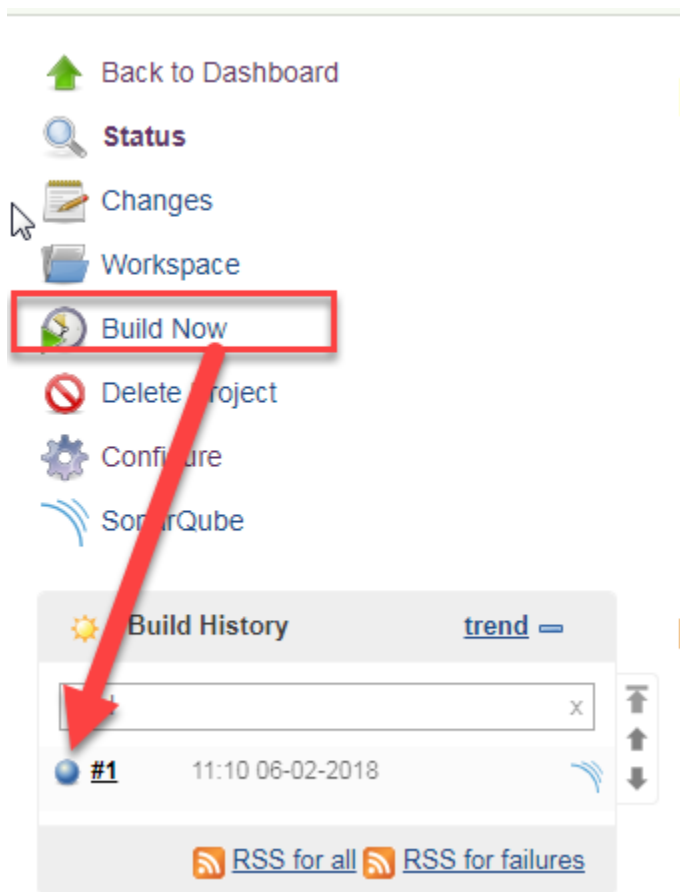 Back to Dashboard
Status
Changes
Workspace
Build Now
Delete Project
Configure
SonarQube
Build History trend
x
#1 11:10 06-02-2018
RSS for all RSS for failures